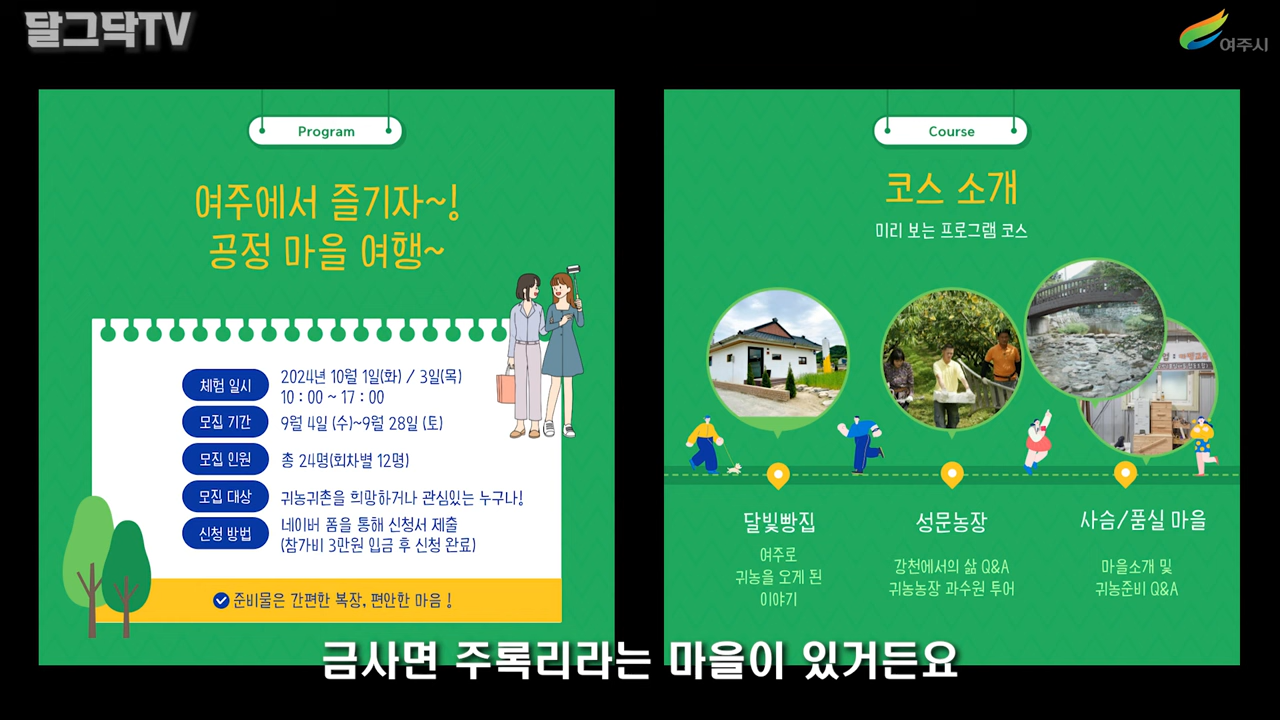 달그닥TV
여주시
Program
여주에서 즐기자~!
공정 마을 여행~
체험 일시
2024년 10월 1일(화) / 3일(목)
10 : 00 ~ 17 : 00
모집 기간
9월 4일 (수)~9월 28일 (토)
모집 인원
총 24명(회차별 12명)
모집 대상
귀농귀촌을 희망하거나 관심있는 누구나!
신청 방법
네이버 폼을 통해 신청서 제출
(참가비 3만원 입금 후 신청 완료)
준비물은 간편한 복장, 편안한 마음 !
Course
코스 소개
미리 보는 프로그램 코스
달빛빵집
여주로
귀농을 오게 된
이야기
성문농장
강천에서의 삶 Q&A
귀농농장 과수원 투어
사슴/품실 마을
마을소개 및
귀농준비 Q&A
금사면 주록리라는 마을이 있거든요